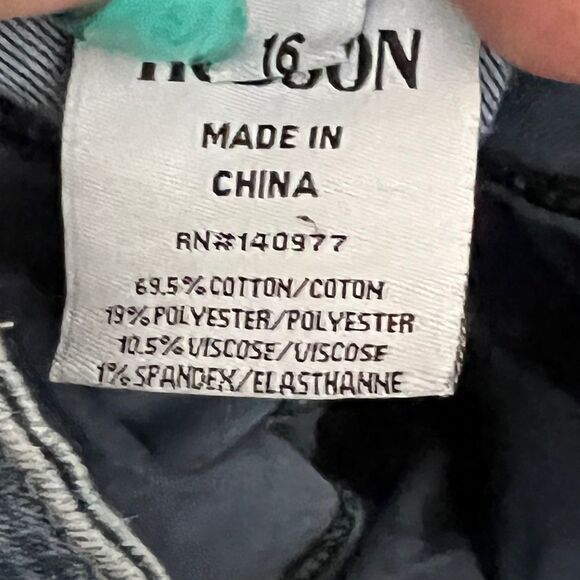 16
MADE IN
CHINA
RN#140977
69.5% COTTON/COTON
19% POLYESTER/POLYESTER
10.5% VISCOSE/VISCOSE
1% SPANDEX/ELASTHANNE